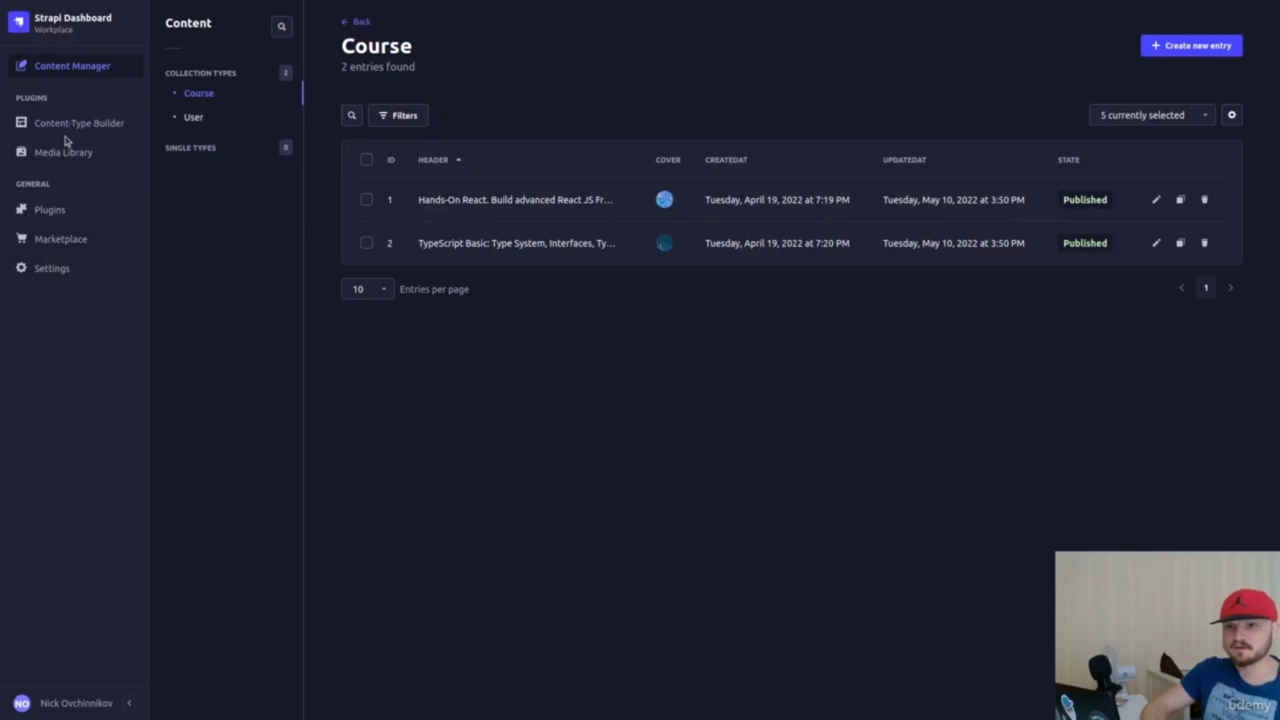 Strapi Dashboard
Workplace
Content Manager
PLUGINS
Content-Type Builder
Media Library
GENERAL
Plugins
Marketplace
Settings
NO Nick Ovchinnikov
Content
COLLECTION TYPES 2
Course
User
SINGLE TYPES 0
Back
Course
2 entries found
Create new entry
Filters
5 currently selected
ID HEADER COVER CREATEDAT UPDATEDAT STATE
1 Hands-On React. Build advanced React JS Fr... Tuesday, April 19, 2022 at 7:19 PM Tuesday, May 10, 2022 at 3:50 PM Published
2 TypeScript Basic: Type System, Interfaces, Ty... Tuesday, April 19, 2022 at 7:20 PM Tuesday, May 10, 2022 at 3:50 PM Published
10 Entries per page
1
udemy